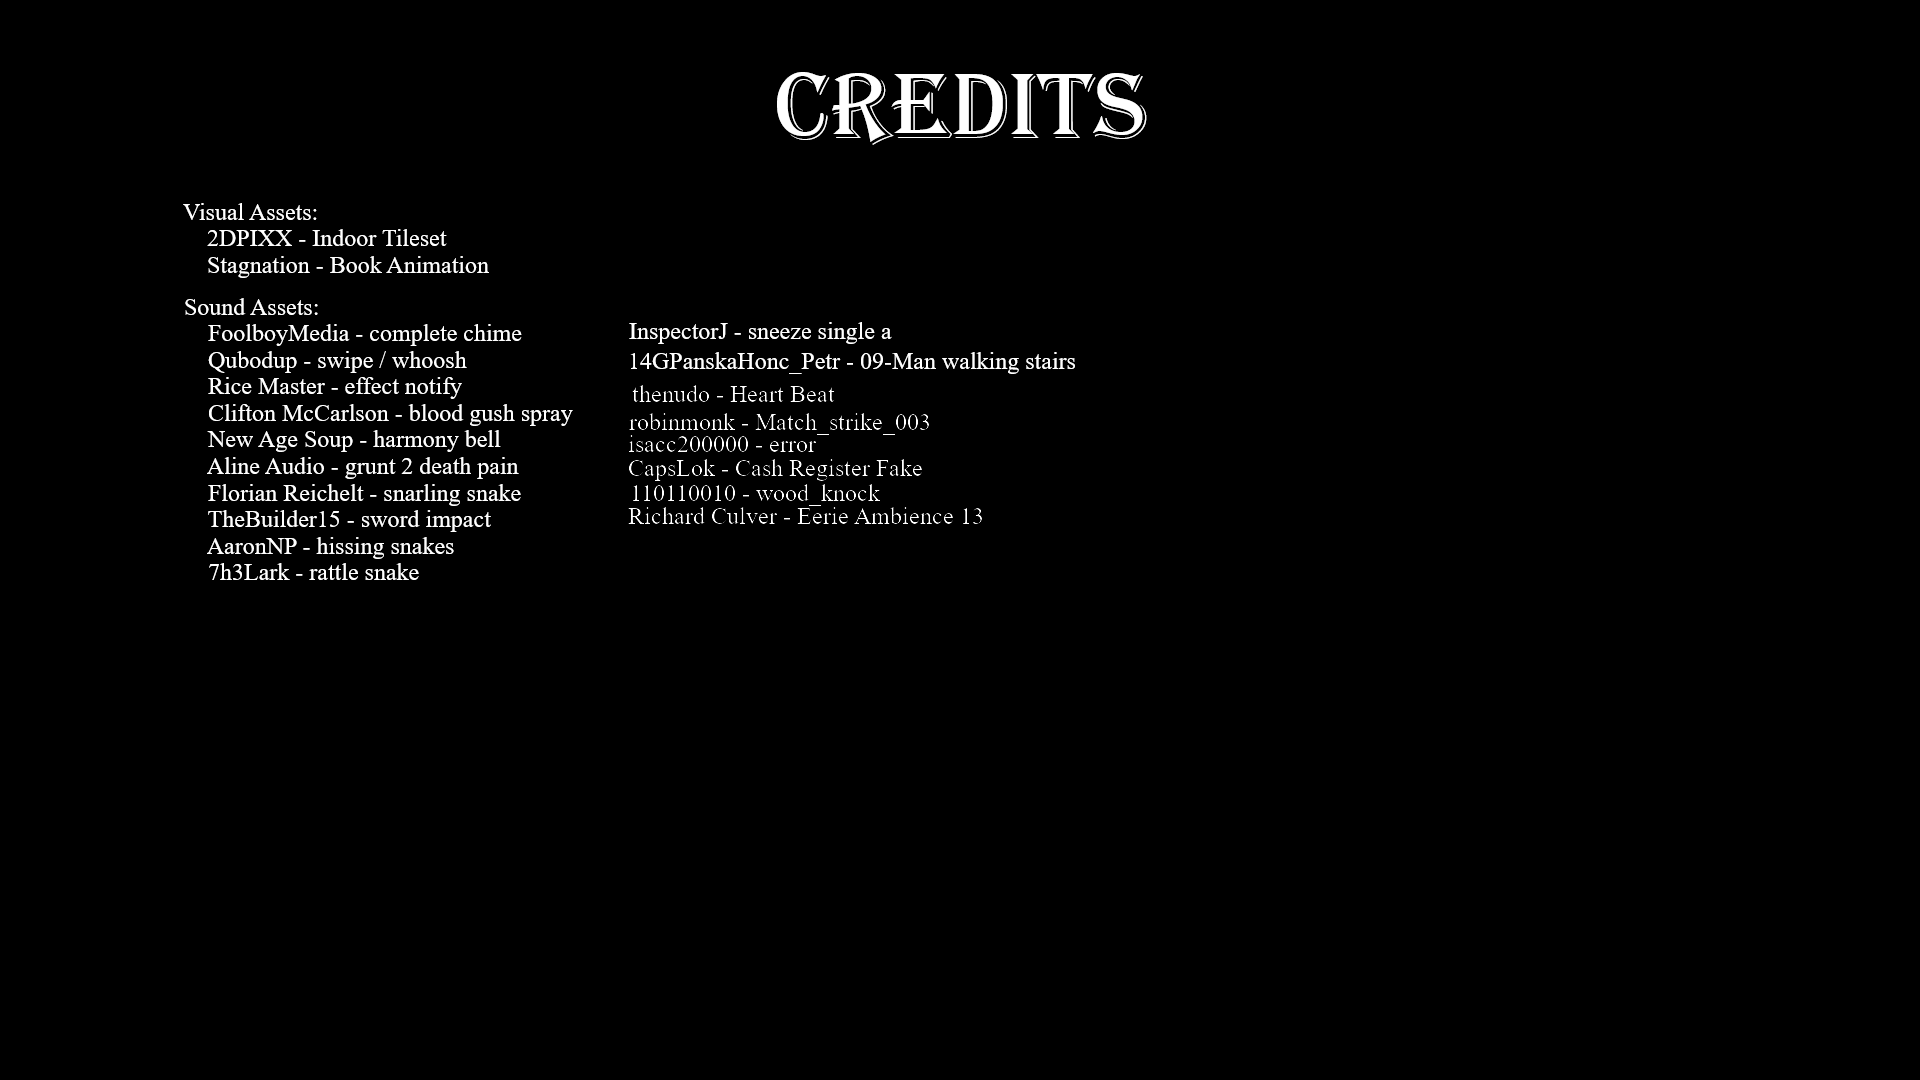 CREDITS
Visual Assets:
2DPIXX - Indoor Tileset
Stagnation - Book Animation
Sound Assets:
FoolboyMedia - complete chime
Qubodup - swipe / whoosh
Rice Master - effect notify
Clifton McCarlson - blood gush spray
New Age Soup - harmony bell
Aline Audio - grunt 2 death pain
Florian Reichelt - snarling snake
TheBuilder15 - sword impact
AaronNP - hissing snakes
7h3Lark - rattle snake
InspectorJ - sneeze single a
14GPanskaHonc_Petr - 09-Man walking stairs
thenudo - Heart Beat
robinmonk - Match_strike_003
isacc200000 - error
CapsLok - Cash Register Fake
110110010 - wood_knock
Richard Culver - Eerie Ambience 13